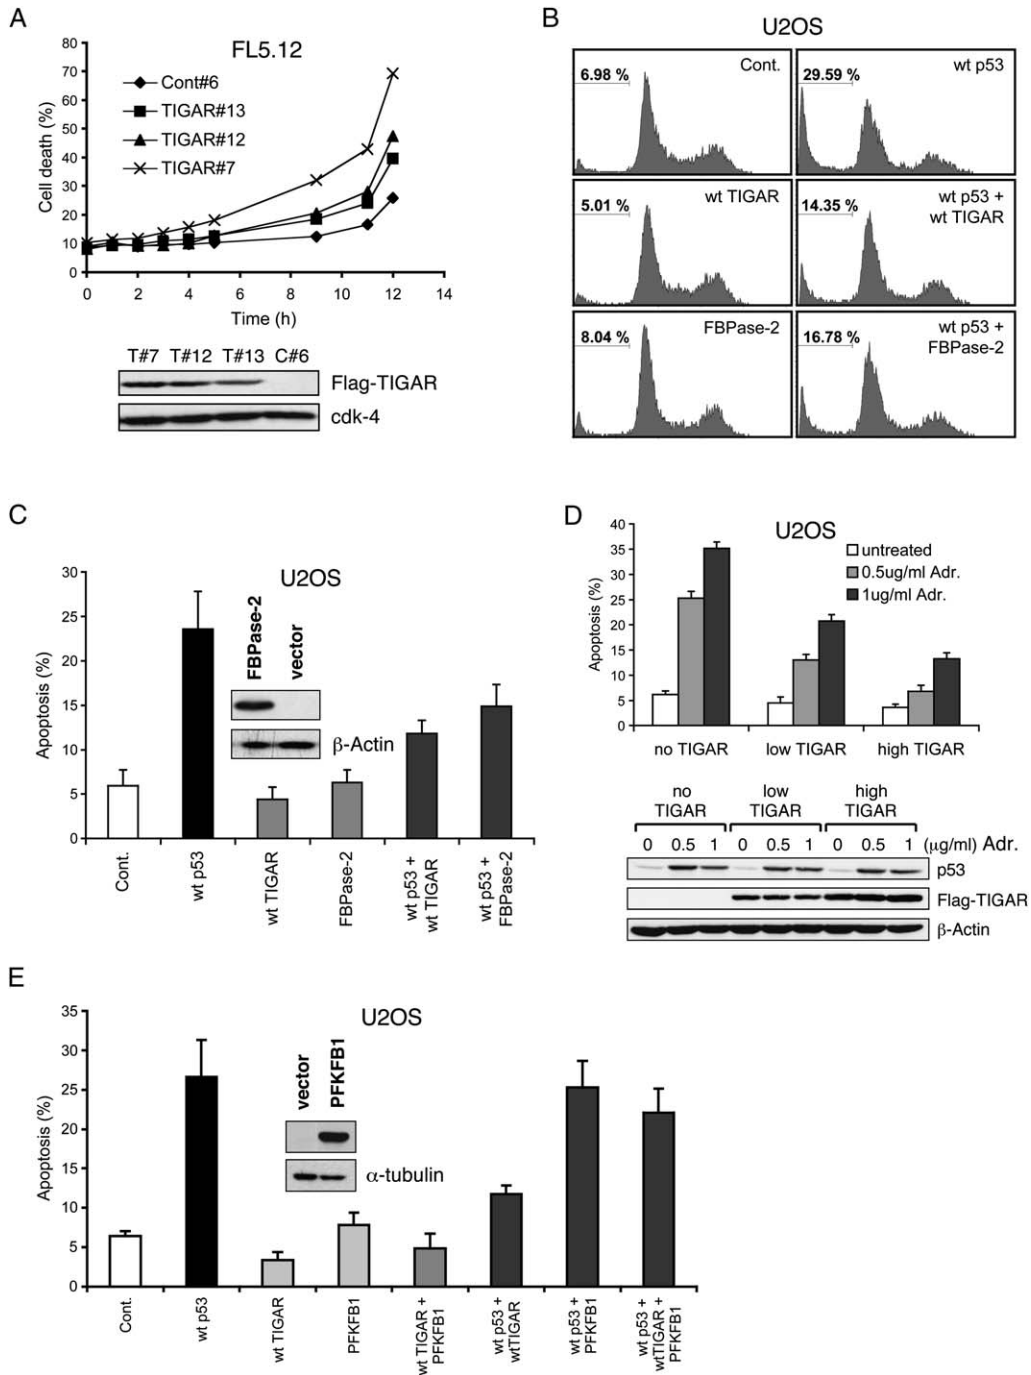 A
FL5.12
80
70
60
50
40
30
20
10
0
Cell death (%)
Cont#6
TIGAR#13
TIGAR#12
TIGAR#7
0 2 4 6 8 10 12 14
Time (h)
T#7 T#12 T#13 C#6
Flag-TIGAR
cdk-4
B
U2OS
6.98 %
Cont.
29.59 %
wt p53
5.01 %
wt TIGAR
14.35 %
wt p53 +
wt TIGAR
8.04 %
FBPase-2
16.78 %
wt p53 +
FBPase-2
C
U2OS
30
25
20
15
10
5
0
Apoptosis (%)
FBPase-2
vector
β-Actin
Cont.
wt p53
wt TIGAR
FBPase-2
wt p53 +
wt TIGAR
wt p53 +
FBPase-2
D
U2OS
40
35
30
25
20
15
10
5
0
Apoptosis (%)
untreated
0.5ug/ml Adr.
1ug/ml Adr.
no TIGAR low TIGAR high TIGAR
no
TIGAR
low
TIGAR
high
TIGAR
0 0.5 1 0 0.5 1 0 0.5 1 (μg/ml) Adr.
p53
Flag-TIGAR
β-Actin
E
U2OS
35
30
25
20
15
10
5
0
Apoptosis (%)
vector
PFKFB1
α-tubulin
Cont.
wt p53
wt TIGAR
PFKFB1
wt TIGAR +
PFKFB1
wt p53 +
wtTIGAR
wt p53 +
PFKFB1
wt p53 +
wtTIGAR +
PFKFB1